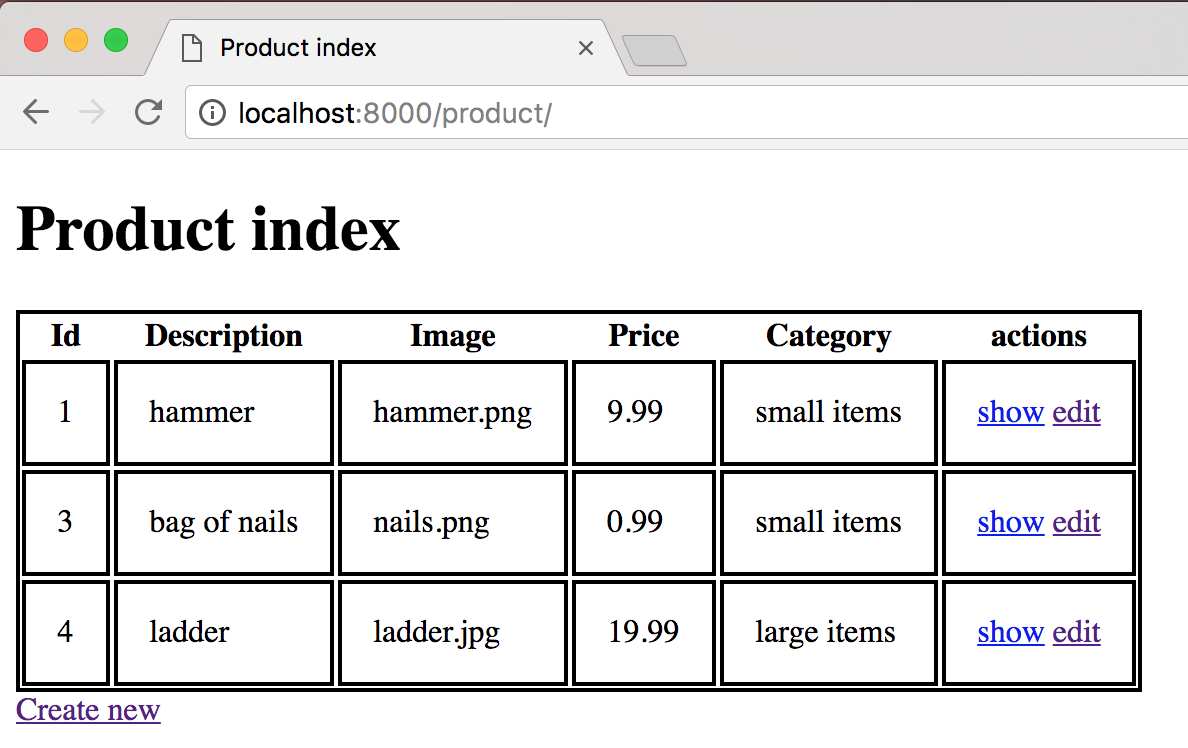 Product index
localhost:8000/product/
Product index
Id Description Image Price Category actions
1 hammer hammer.png 9.99 small items show edit
3 bag of nails nails.png 0.99 small items show edit
4 ladder ladder.jpg 19.99 large items show edit
Create new